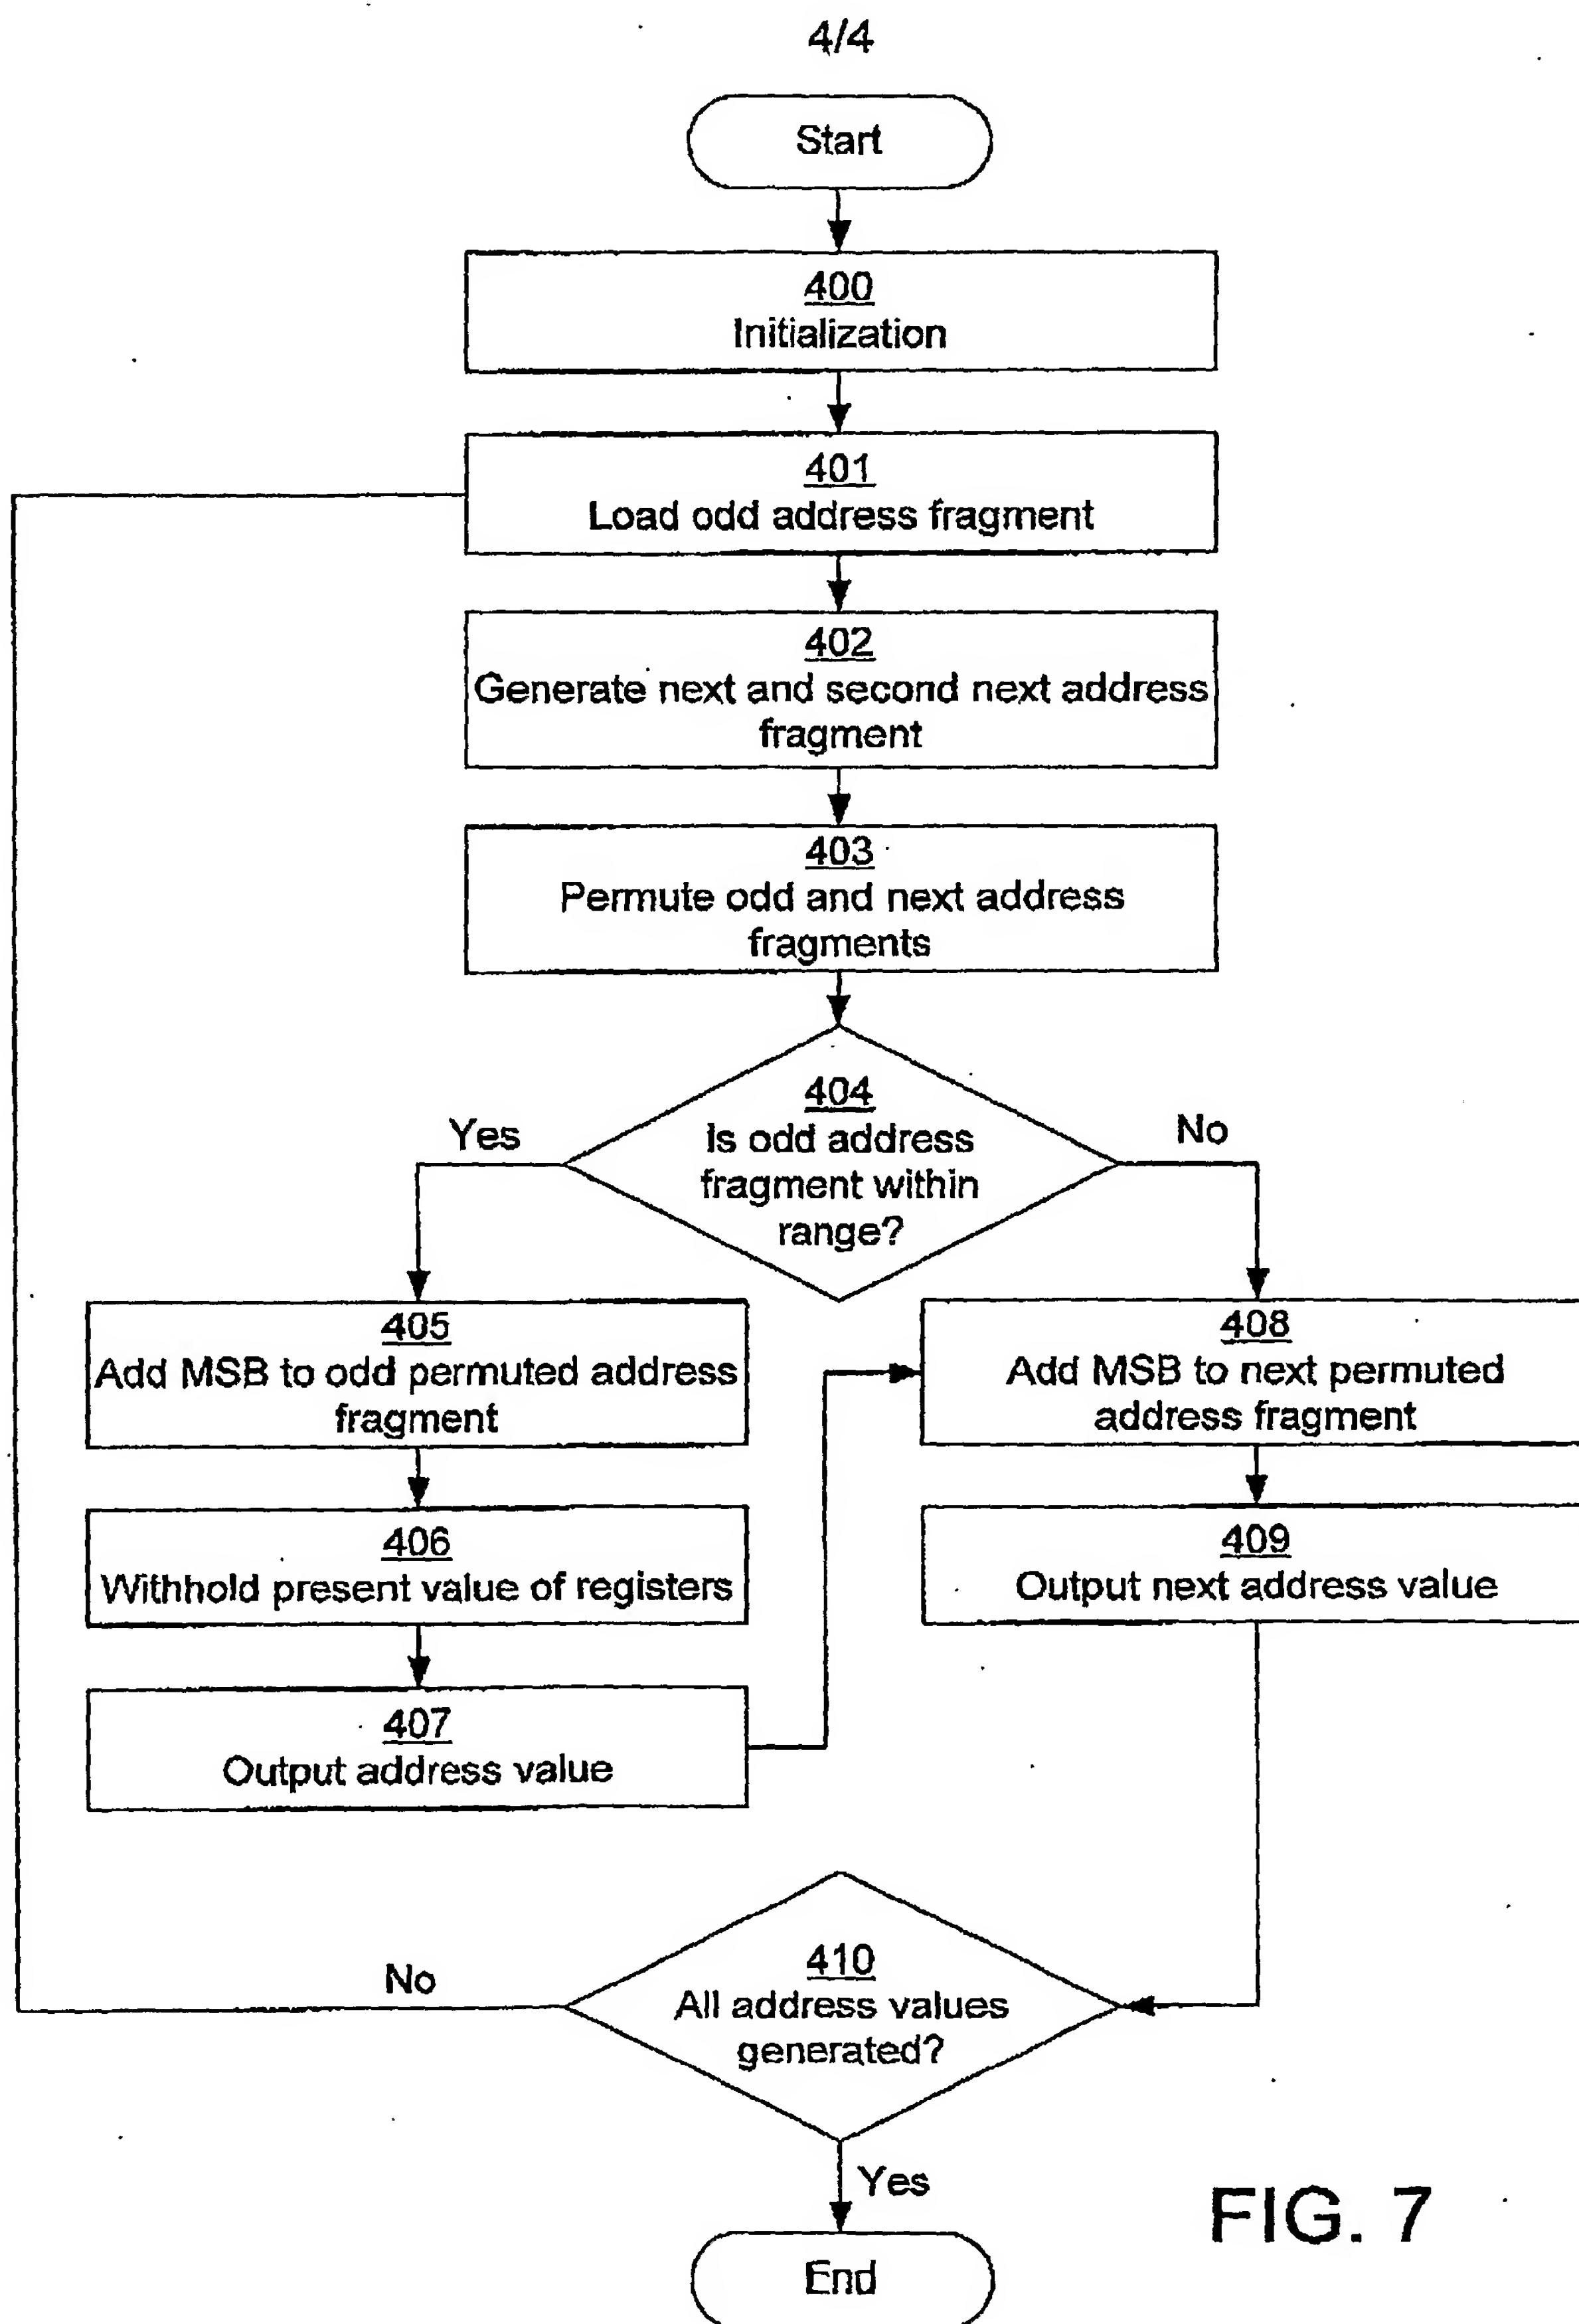 4/4
Start
400
Initialization
401
Load odd address fragment
402
Generate next and second next address
fragment
403
Permute odd and next address
fragments
404
Is odd address
fragment within
range?
Yes
No
405
Add MSB to odd permuted address
fragment
408
Add MSB to next permuted
address fragment
406
Withhold present value of registers
409
Output next address value
407
Output address value
410
All address values
generated?
No
Yes
End
FIG. 7